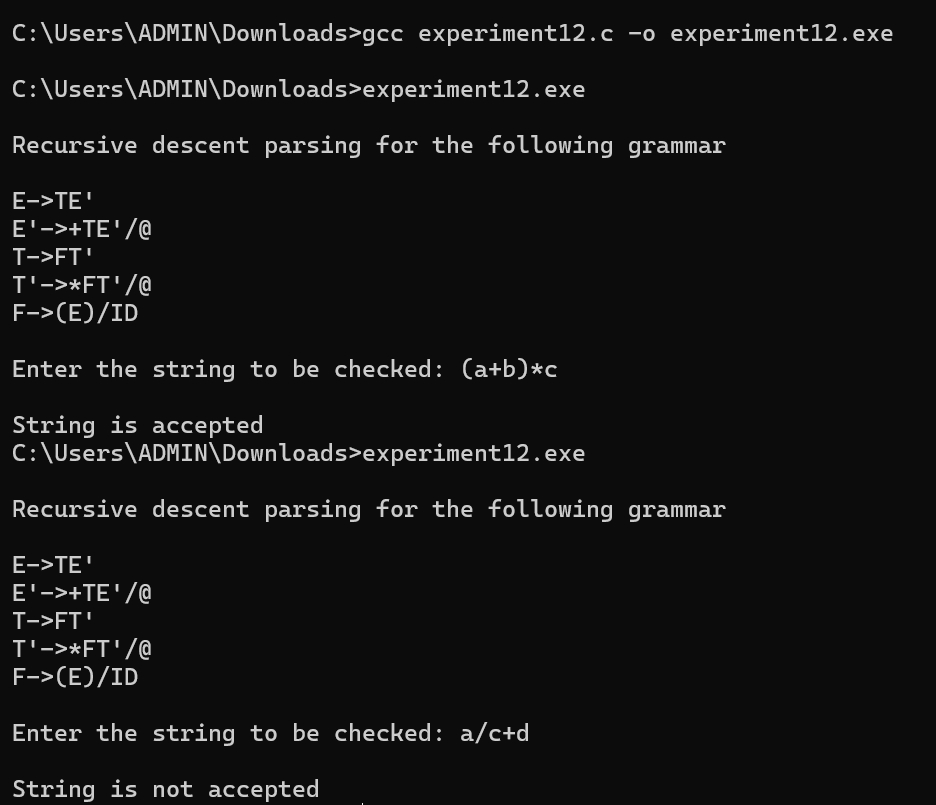 C:\Users\ADMIN\Downloads>gcc experiment12.c -o experiment12.exe
C:\Users\ADMIN\Downloads>experiment12.exe
Recursive descent parsing for the following grammar
E->TE'
E'->+TE'/@
T->FT'
T'->*FT'/@
F->(E)/ID
Enter the string to be checked: (a+b)*c
String is accepted
C:\Users\ADMIN\Downloads>experiment12.exe
Recursive descent parsing for the following grammar
E->TE'
E'->+TE'/@
T->FT'
T'->*FT'/@
F->(E)/ID
Enter the string to be checked: a/c+d
String is not accepted